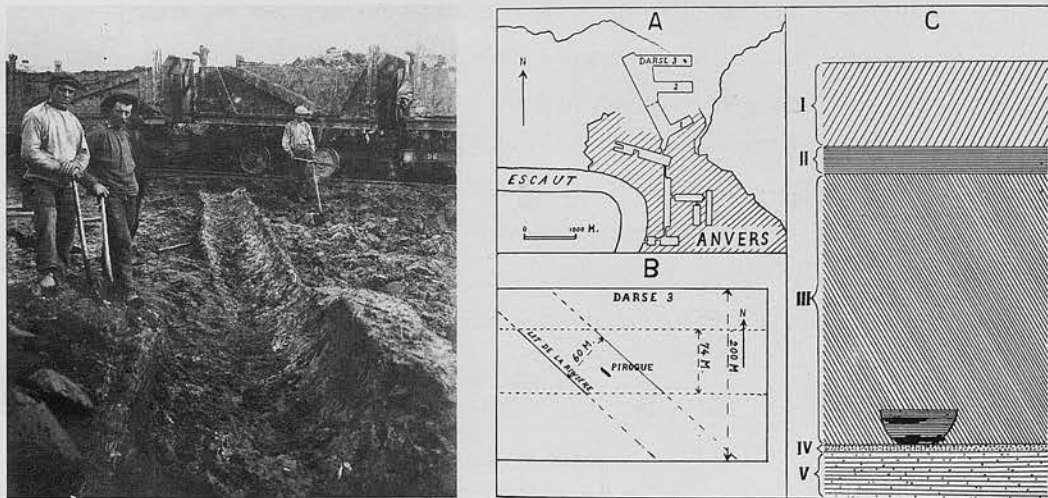 A
N
DARSE 3
2
ESCAUT
0 1000 M.
ANVERS
B
DARSE 3
N
LIT DE LA RIVIÈRE
60 M.
PIROGUE
74 M.
200 M
C
I
II
III
IV
V